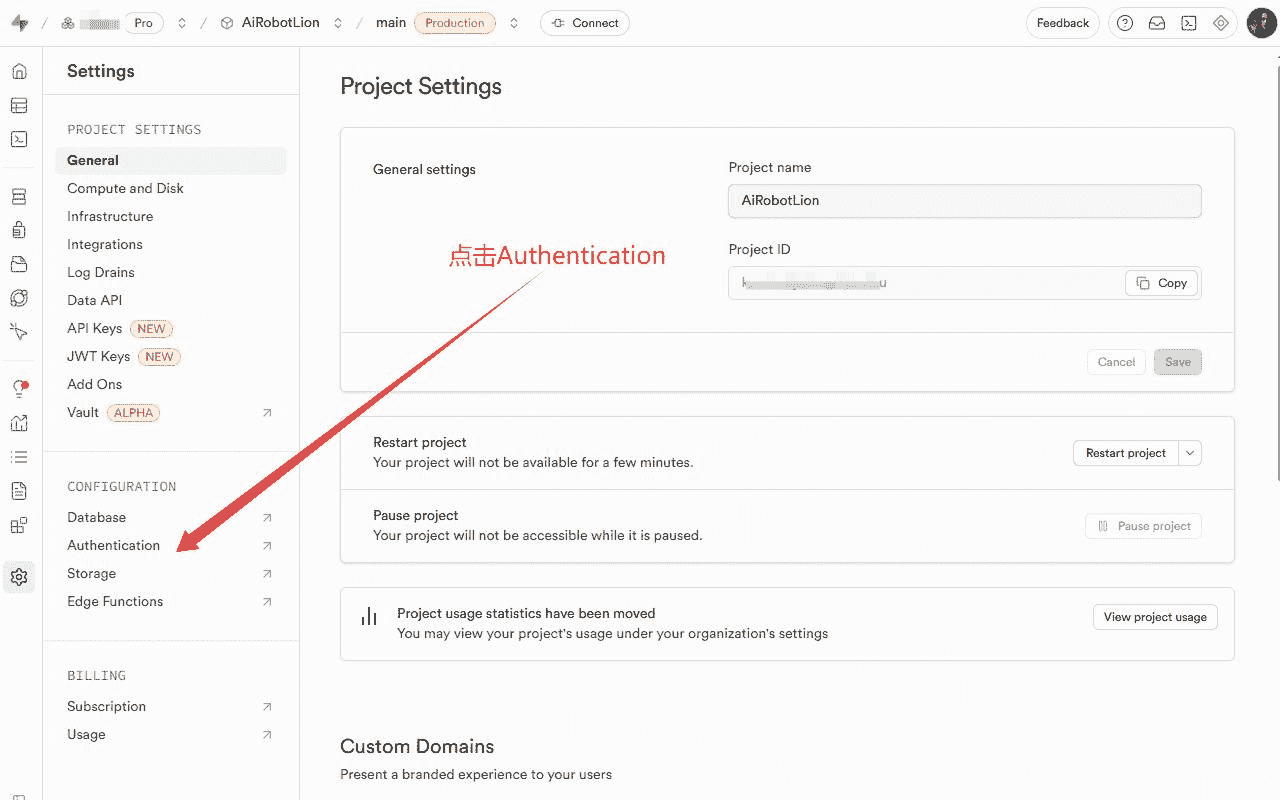 Pro
AiRobotLion
main
Production
Connect
Feedback
Settings
PROJECT SETTINGS
General
Compute and Disk
Infrastructure
Integrations
Log Drains
Data API
API Keys NEW
JWT Keys NEW
Add Ons
Vault ALPHA
CONFIGURATION
Database
Authentication
Storage
Edge Functions
BILLING
Subscription
Usage
Project Settings
General settings
Project name
AiRobotLion
点击Authentication
Project ID
Copy
Cancel
Save
Restart project
Your project will not be available for a few minutes.
Restart project
Pause project
Your project will not be accessible while it is paused.
Pause project
Project usage statistics have been moved
You may view your project's usage under your organization's settings
View project usage
Custom Domains
Present a branded experience to your users